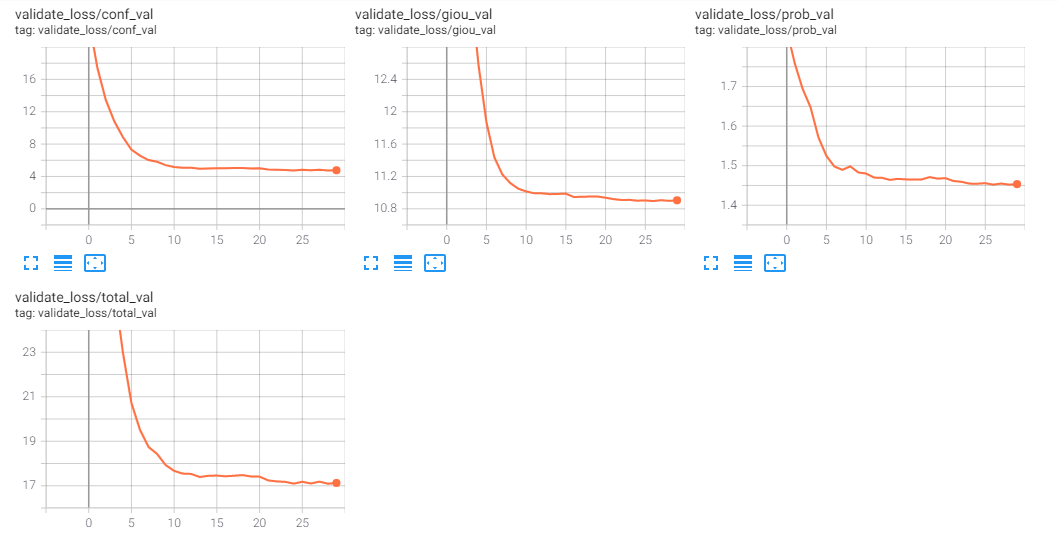 validate_loss/conf_val
tag: validate_loss/conf_val
16
12
8
4
0
0 5 10 15 20 25
validate_loss/giou_val
tag: validate_loss/giou_val
12.4
12
11.6
11.2
10.8
0 5 10 15 20 25
validate_loss/prob_val
tag: validate_loss/prob_val
1.7
1.6
1.5
1.4
0 5 10 15 20 25
validate_loss/total_val
tag: validate_loss/total_val
23
21
19
17
0 5 10 15 20 25